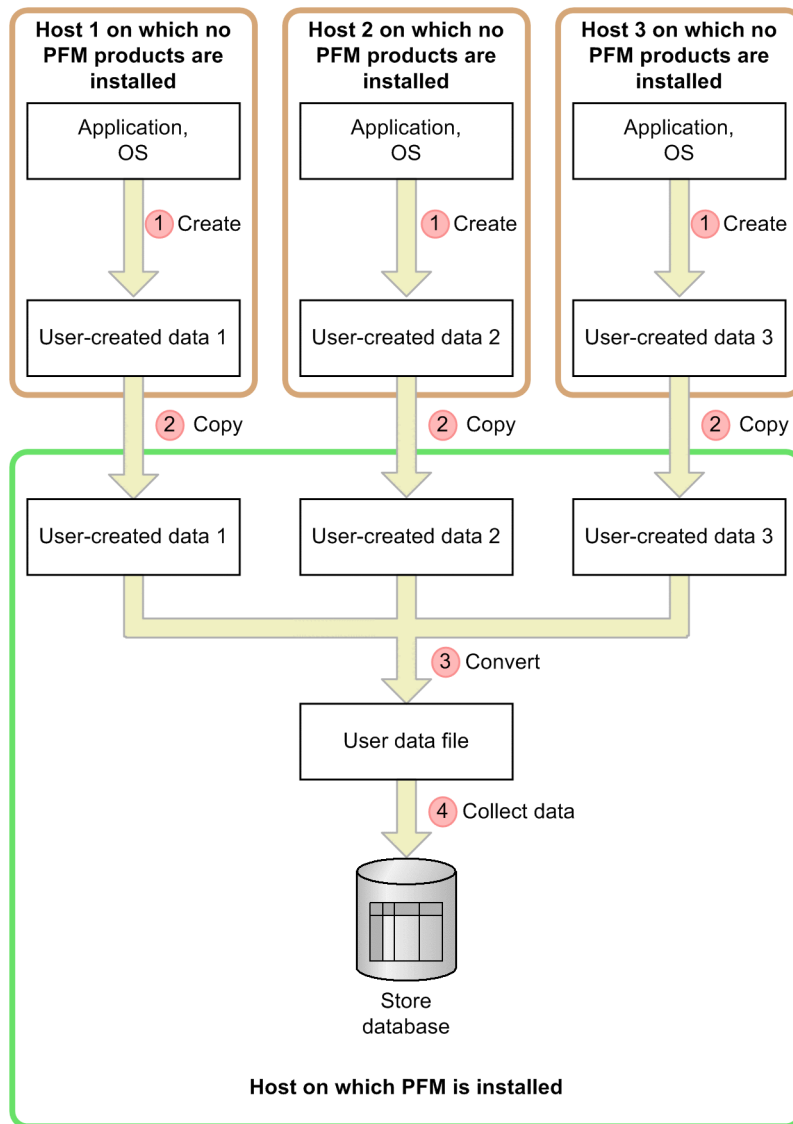 Host 1 on which no
PFM products are
installed
Application,
OS
1 Create
User-created data 1
2 Copy
Host 2 on which no
PFM products are
installed
Application,
OS
1 Create
User-created data 2
2 Copy
Host 3 on which no
PFM products are
installed
Application,
OS
1 Create
User-created data 3
2 Copy
User-created data 1
User-created data 2
User-created data 3
3 Convert
User data file
4 Collect data
Store
database
Host on which PFM is installed